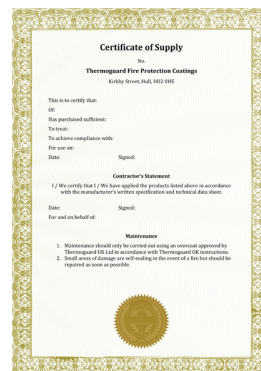 Certificate of Supply
No.
Thermoguard Fire Protection Coatings
Kirkby Street, Hull, HU2 0HE
This is to certify that:
Of:
Has purchased sufficient:
To treat:
To achieve compliance with:
For use on:
Date: Signed:
Contractor's Statement
I / We certify that I / We have applied the products listed above in accordance
with the manufacturer's written specification and technical data sheet.
Date: Signed:
For and on behalf of:
Maintenance
1. Maintenance should only be carried out using an overcoat approved by
Thermoguard UK Ltd in accordance with Thermoguard UK instructions.
2. Small areas of damage are self-sealing in the event of a fire but should be
repaired as soon as possible.